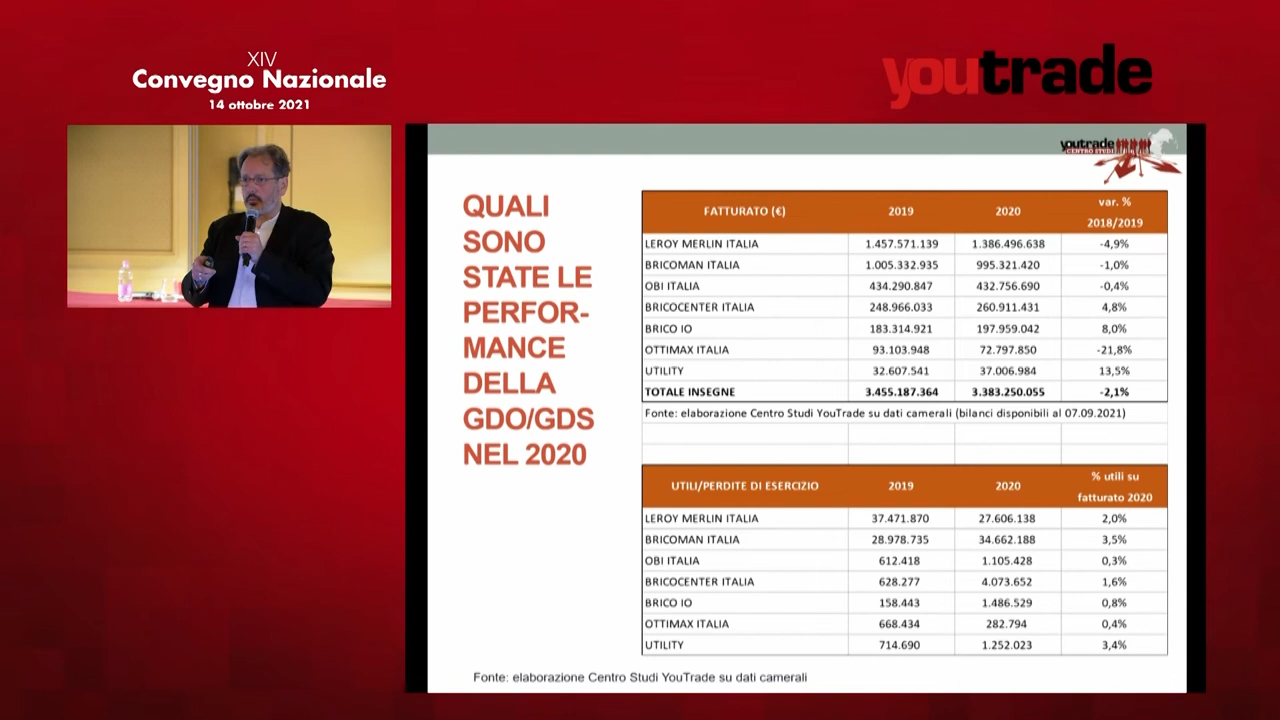 XIV
Convegno Nazionale
14 ottobre 2021
youtrade
youtrade
CENTRO STUDI
QUALI
SONO
STATE LE
PERFOR-
MANCE
DELLA
GDO/GDS
NEL 2020
FATTURATO (€) 2019 2020 var. % 2018/2019
LEROY MERLIN ITALIA 1.457.571.139 1.386.496.638 -4,9%
BRICOMAN ITALIA 1.005.332.935 995.321.420 -1,0%
OBI ITALIA 434.290.847 432.756.690 -0,4%
BRICOCENTER ITALIA 248.966.033 260.911.431 4,8%
BRICO IO 183.314.921 197.959.042 8,0%
OTTIMAX ITALIA 93.103.948 72.797.850 -21,8%
UTILITY 32.607.541 37.006.984 13,5%
TOTALE INSEGNE 3.455.187.364 3.383.250.055 -2,1%
Fonte: elaborazione Centro Studi YouTrade su dati camerali (bilanci disponibili al 07.09.2021)
UTILI/PERDITE DI ESERCIZIO 2019 2020 % utili su fatturato 2020
LEROY MERLIN ITALIA 37.471.870 27.606.138 2,0%
BRICOMAN ITALIA 28.978.735 34.662.188 3,5%
OBI ITALIA 612.418 1.105.428 0,3%
BRICOCENTER ITALIA 628.277 4.073.652 1,6%
BRICO IO 158.443 1.486.529 0,8%
OTTIMAX ITALIA 668.434 282.794 0,4%
UTILITY 714.690 1.252.023 3,4%
Fonte: elaborazione Centro Studi YouTrade su dati camerali